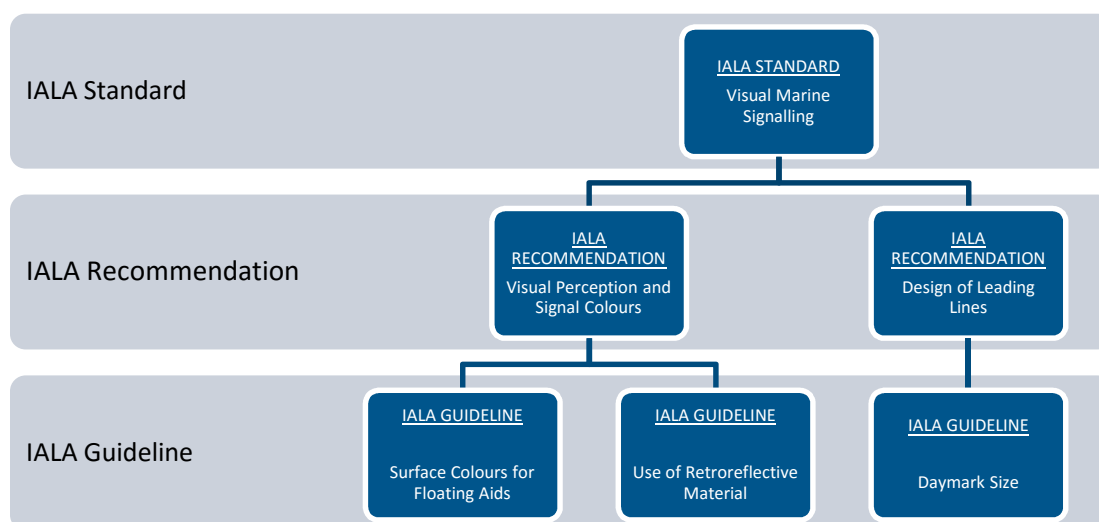 IALA Standard
IALA STANDARD
Visual Marine
Signalling
IALA Recommendation
IALA
RECOMMENDATION
Visual Perception and
Signal Colours
IALA
RECOMMENDATION
Design of Leading
Lines
IALA Guideline
IALA GUIDELINE
Surface Colours for
Floating Aids
IALA GUIDELINE
Use of Retroreflective
Material
IALA GUIDELINE
Daymark Size